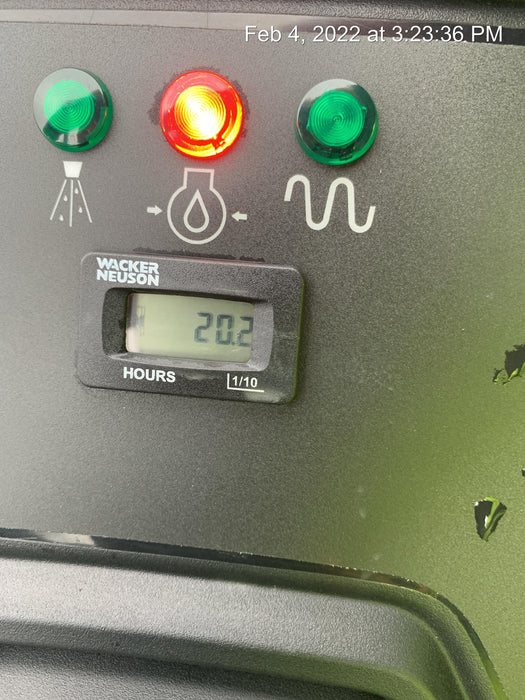 Feb 4, 2022 at 3:23:36 PM
WACKER
NEUSON
20.2
HOURS
1/10